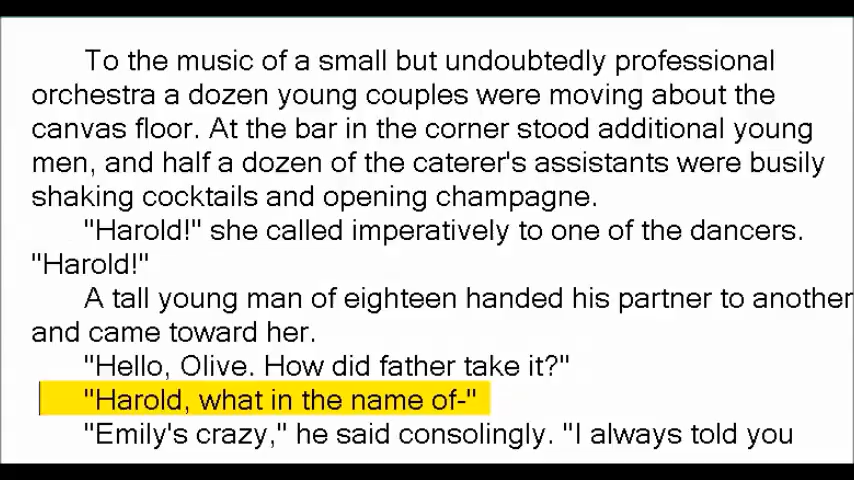 To the music of a small but undoubtedly professional
orchestra a dozen young couples were moving about the
canvas floor. At the bar in the corner stood additional young
men, and half a dozen of the caterer's assistants were busily
shaking cocktails and opening champagne.
"Harold!" she called imperatively to one of the dancers.
"Harold!"
A tall young man of eighteen handed his partner to another
and came toward her.
"Hello, Olive. How did father take it?"
"Harold, what in the name of-"
"Emily's crazy," he said consolingly. "I always told you